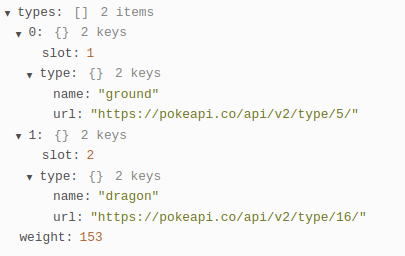 types: [] 2 items
0: {} 2 keys
slot: 1
type: {} 2 keys
name: "ground"
url: "https://pokeapi.co/api/v2/type/5/"
1: {} 2 keys
slot: 2
type: {} 2 keys
name: "dragon"
url: "https://pokeapi.co/api/v2/type/16/"
weight: 153